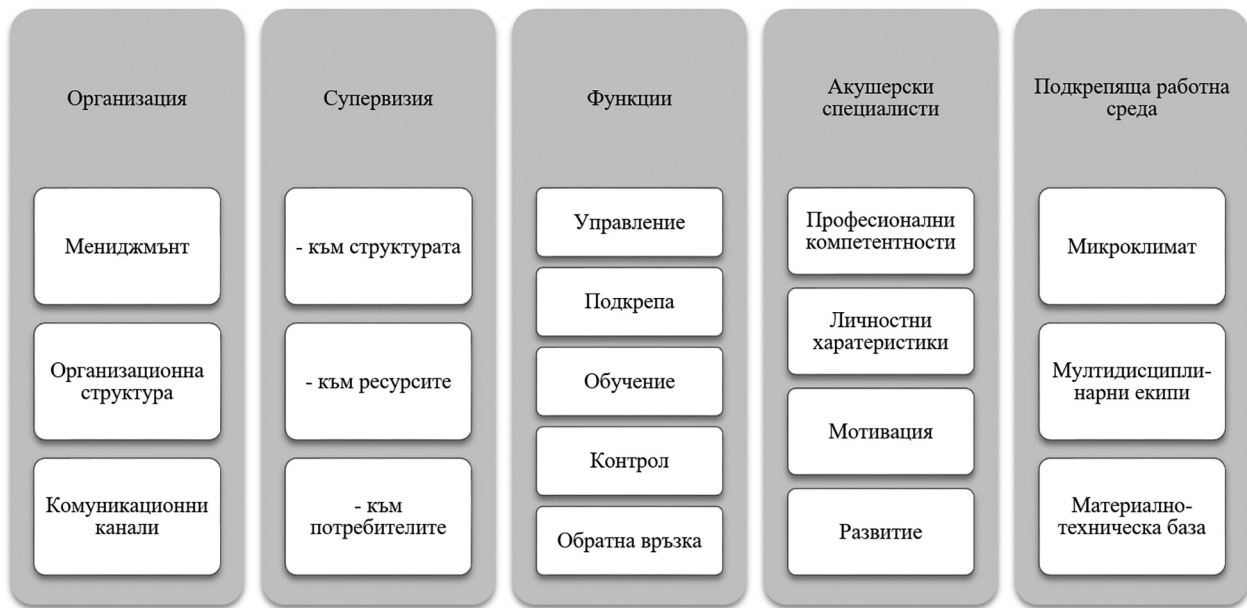 Организация
Мениджмънт
Организационна
структура
Комуникационни
канали
Супервизия
- към структурата
- към ресурсите
- към
потребителите
Функции
Управление
Подкрепа
Обучение
Контрол
Обратна връзка
Акушерски
специалисти
Професионални
компетентности
Личностни
харатеристики
Мотивация
Развитие
Подкрепяща работна
среда
Микроклимат
Мултидисципли-
нарни екипи
Материално-
техническа база